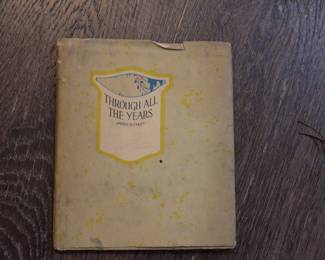 THROUGH ALL
THE YEARS